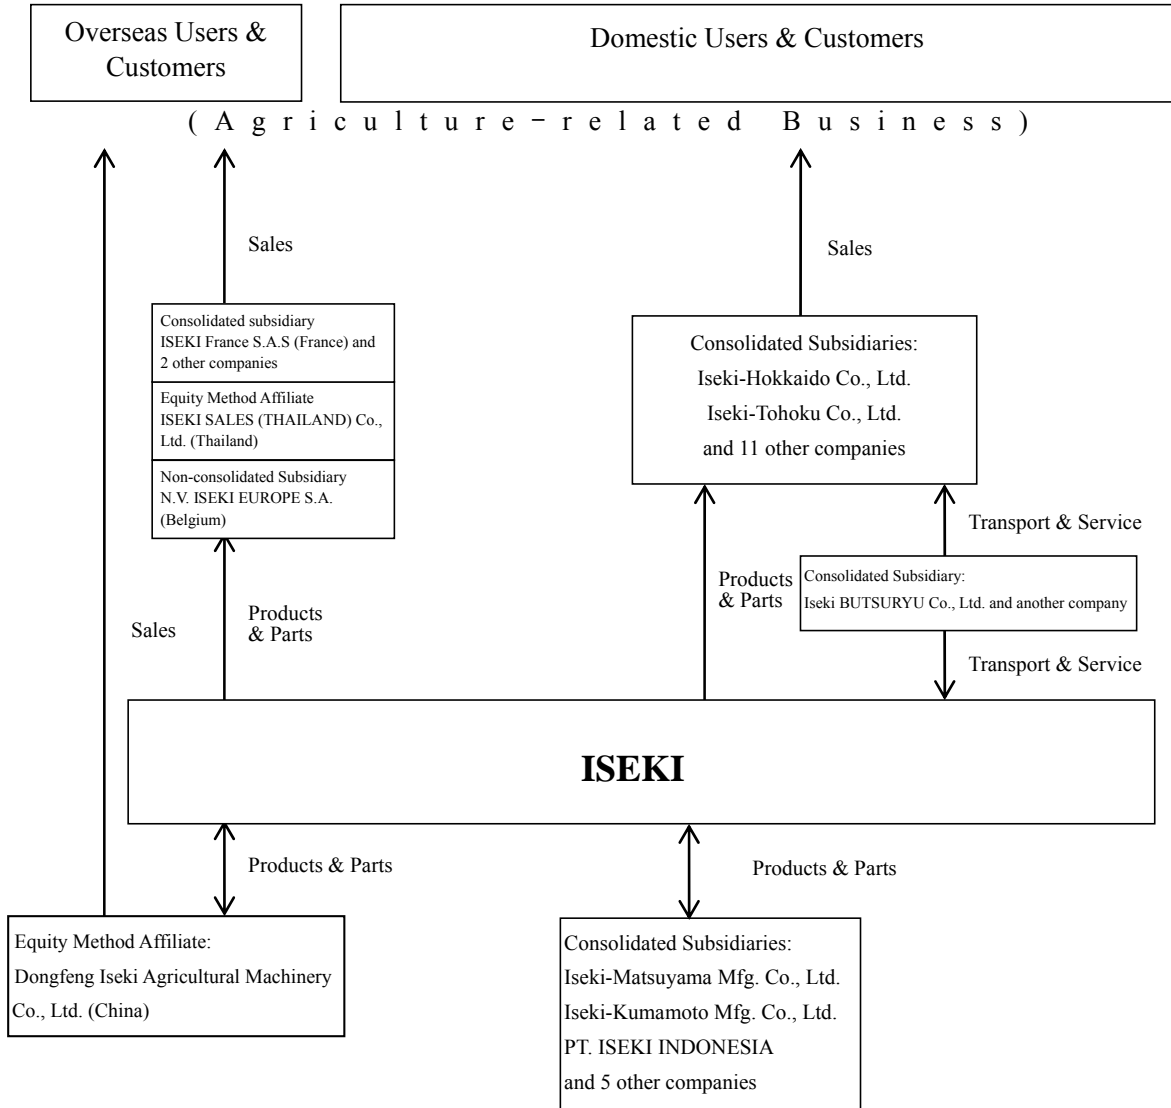 Overseas Users &
Customers
Domestic Users & Customers
(Agriculture-related Business)
Sales
Sales
Consolidated subsidiary
ISEKI France S.A.S (France) and
2 other companies
Equity Method Affiliate
ISEKI SALES (THAILAND) Co.,
Ltd. (Thailand)
Non-consolidated Subsidiary
N.V. ISEKI EUROPE S.A.
(Belgium)
Consolidated Subsidiaries:
Iseki-Hokkaido Co., Ltd.
Iseki-Tohoku Co., Ltd.
and 11 other companies
Transport & Service
Consolidated Subsidiary:
Iseki BUTSURYU Co., Ltd. and another company
Transport & Service
Products
& Parts
Sales
Products
& Parts
ISEKI
Products & Parts
Products & Parts
Equity Method Affiliate:
Dongfeng Iseki Agricultural Machinery
Co., Ltd. (China)
Consolidated Subsidiaries:
Iseki-Matsuyama Mfg. Co., Ltd.
Iseki-Kumamoto Mfg. Co., Ltd.
PT. ISEKI INDONESIA
and 5 other companies